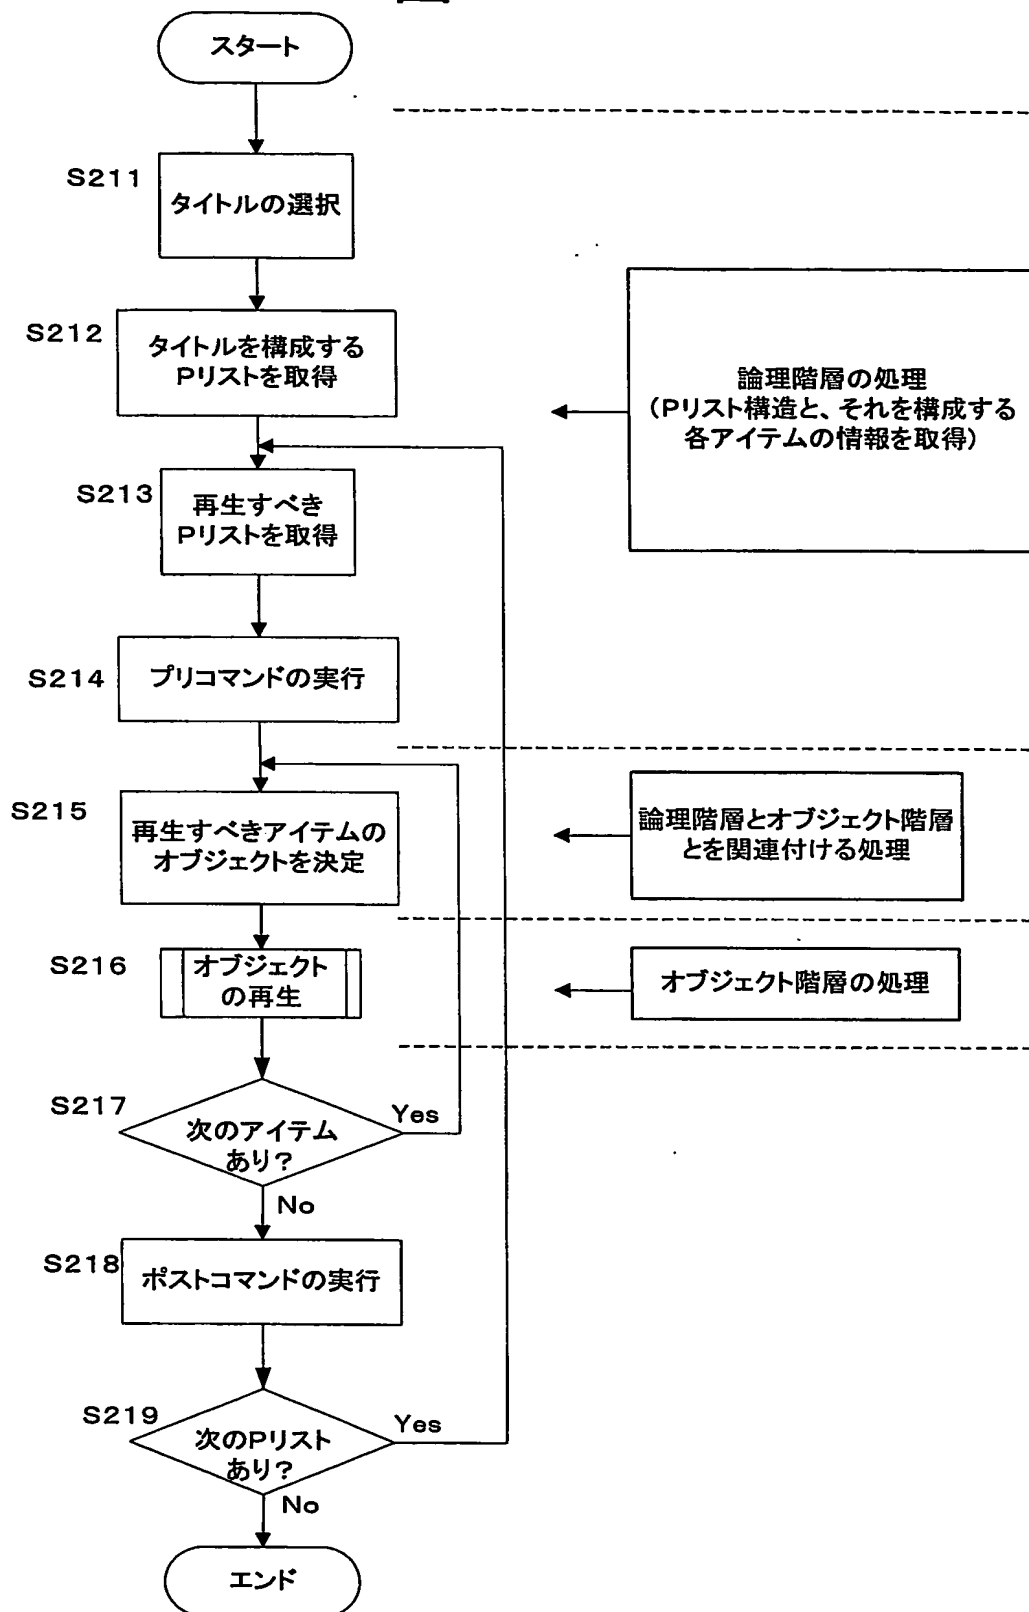 スタート
S211
タイトルの選択
S212
タイトルを構成する
Pリストを取得
論理階層の処理
(Pリスト構造と、それを構成する
各アイテムの情報を取得)
S213
再生すべき
Pリストを取得
S214
プリコマンドの実行
S215
再生すべきアイテムの
オブジェクトを決定
論理階層とオブジェクト階層
とを関連付ける処理
S216
オブジェクト
の再生
オブジェクト階層の処理
S217
次のアイテム
あり?
Yes
No
S218
ポストコマンドの実行
S219
次のPリスト
あり?
Yes
No
エンド